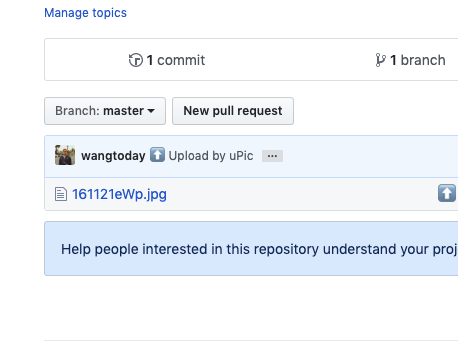 Manage topics
1 commit
1 branch
Branch: master
New pull request
wangtoday ⬆ Upload by uPic ...
161121eWp.jpg
Help people interested in this repository understand your proj